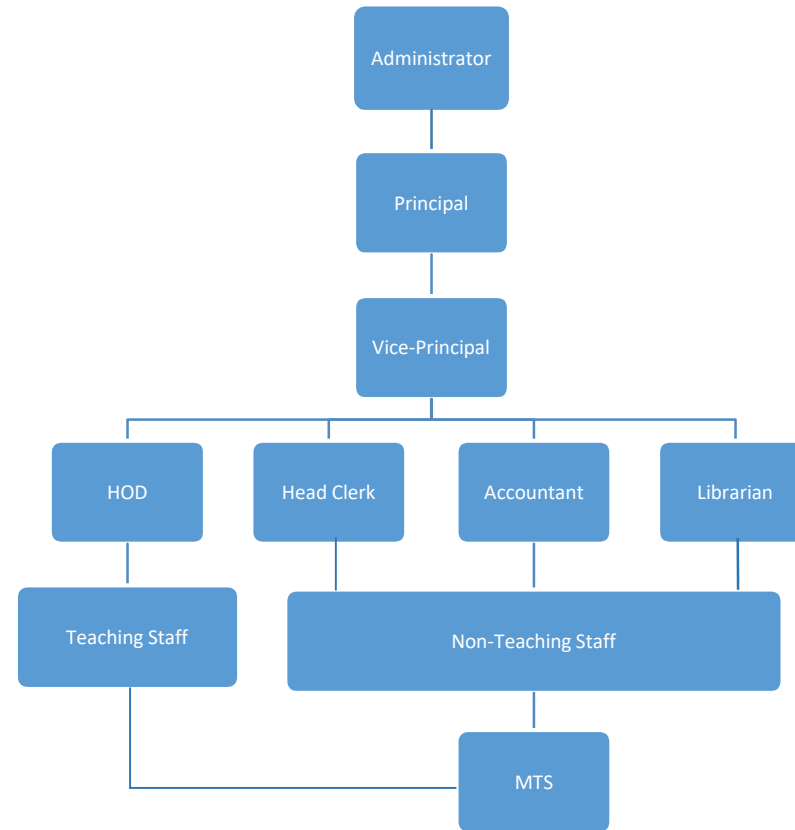 Administrator
Principal
Vice-Principal
HOD
Head Clerk
Accountant
Librarian
Teaching Staff
Non-Teaching Staff
MTS